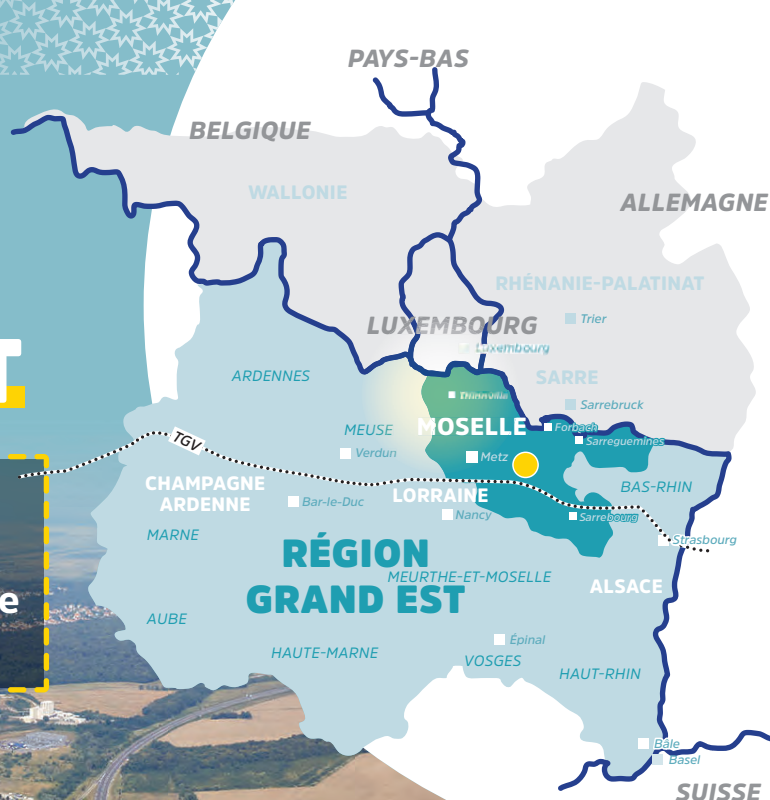 PAYS-BAS
BELGIQUE
WALLONIE
ALLEMAGNE
RHÉNANIE-PALATINAT
LUXEMBOURG
Trier
Luxembourg
SARRE
ARDENNES
Thionville
Sarrebruck
MOSELLE
Forbach
MEUSE
Sarreguemines
TGV
Verdun
Metz
CHAMPAGNE
ARDENNE
LORRAINE
BAS-RHIN
Bar-le-Duc
Nancy
Sarrebourg
MARNE
Strasbourg
RÉGION
GRAND EST
MEURTHE-ET-MOSELLE
ALSACE
e
AUBE
Épinal
HAUTE-MARNE
VOSGES
HAUT-RHIN
Bâle
Basel
SUISSE